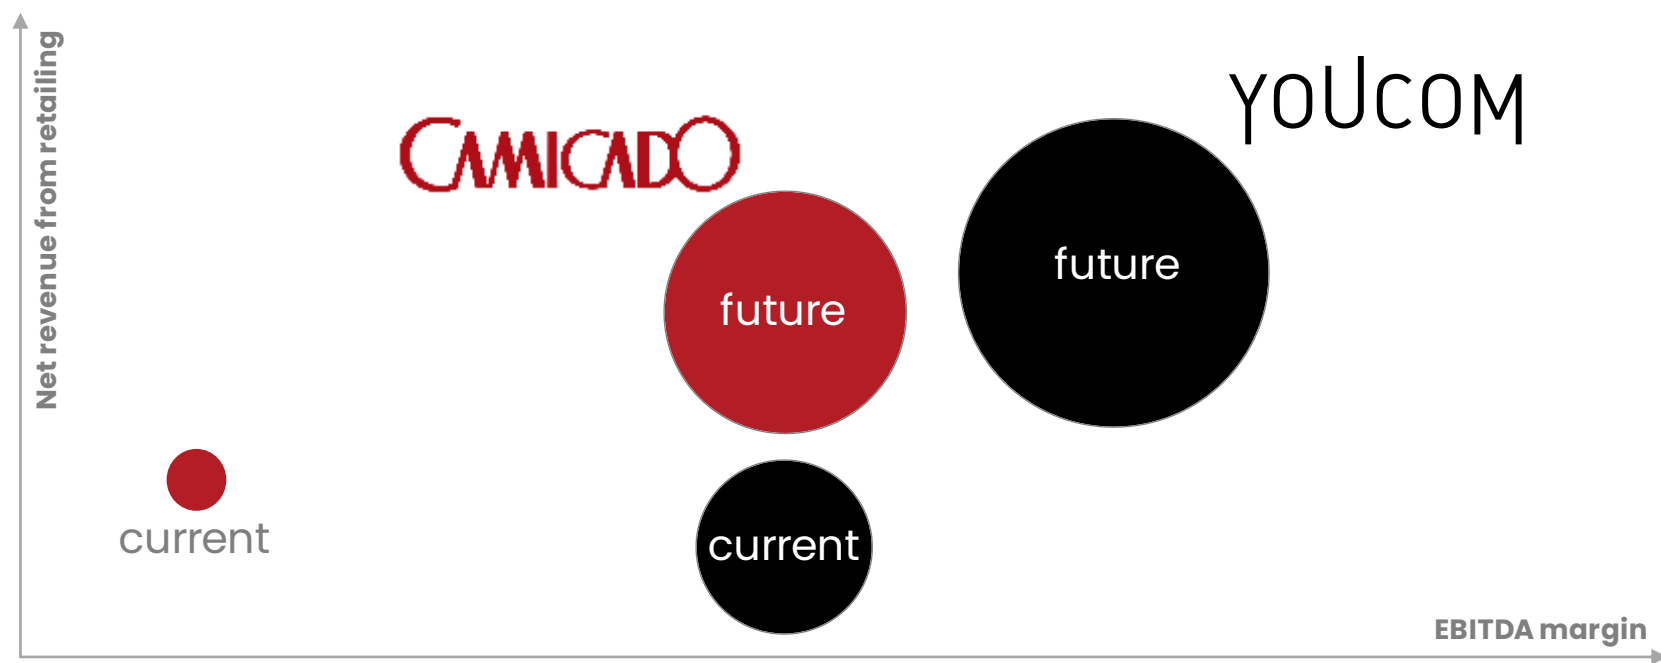 Net revenue from retailing
CAMICADO
YOUCOM
future
future
current
current
EBITDA margin